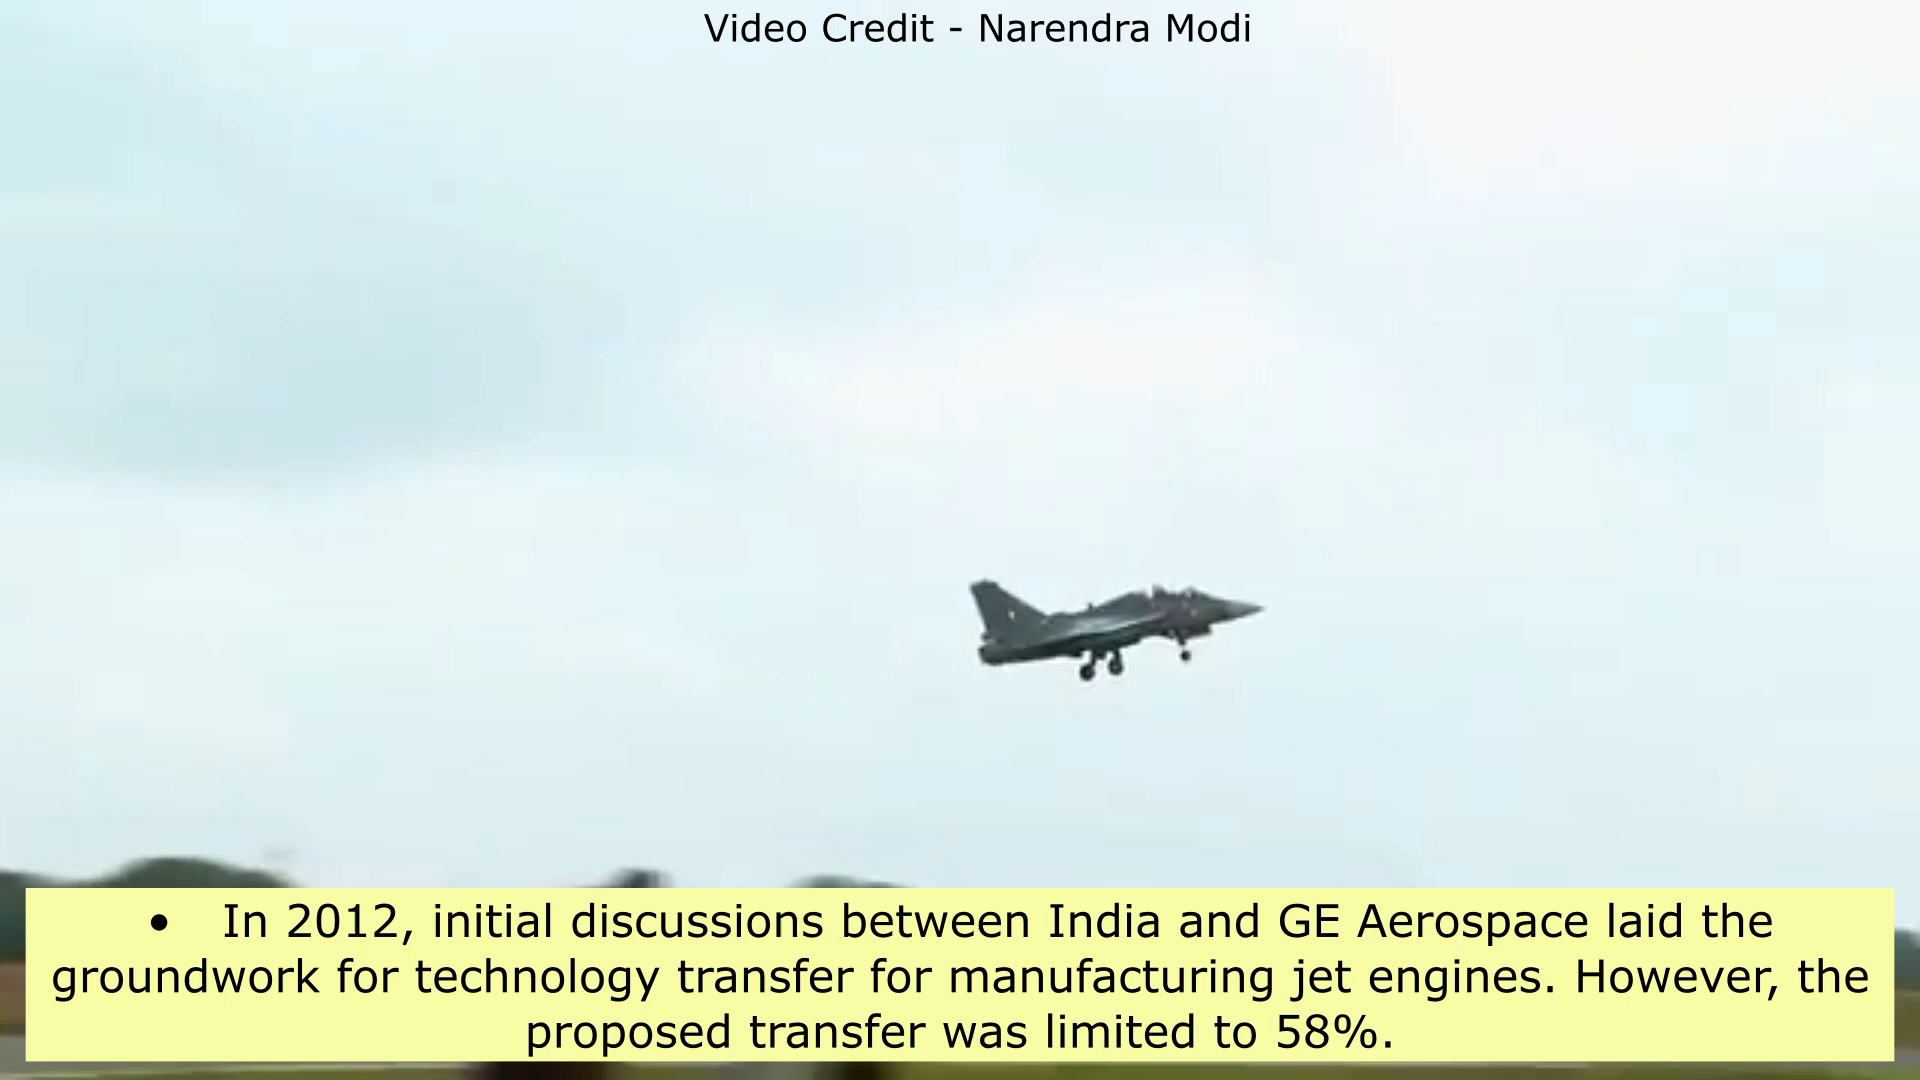 Video Credit - Narendra Modi
• In 2012, initial discussions between India and GE Aerospace laid the
groundwork for technology transfer for manufacturing jet engines. However, the
proposed transfer was limited to 58%.